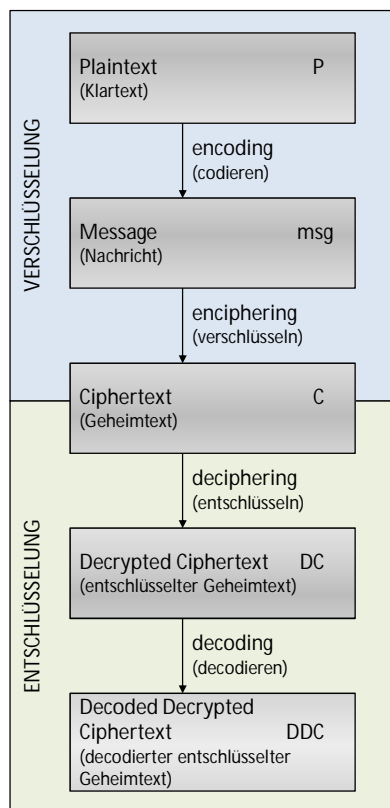 VERSCHLÜSSELUNG
Plaintext P
(Klartext)
encoding
(codieren)
Message msg
(Nachricht)
enciphering
(verschlüsseln)
Ciphertext C
(Geheimtext)
ENTSCHLÜSSELUNG
deciphering
(entschlüsseln)
Decrypted Ciphertext DC
(entschlüsselter Geheimtext)
decoding
(decodieren)
Decoded Decrypted
Ciphertext DDC
(decodierter entschlüsselter
Geheimtext)